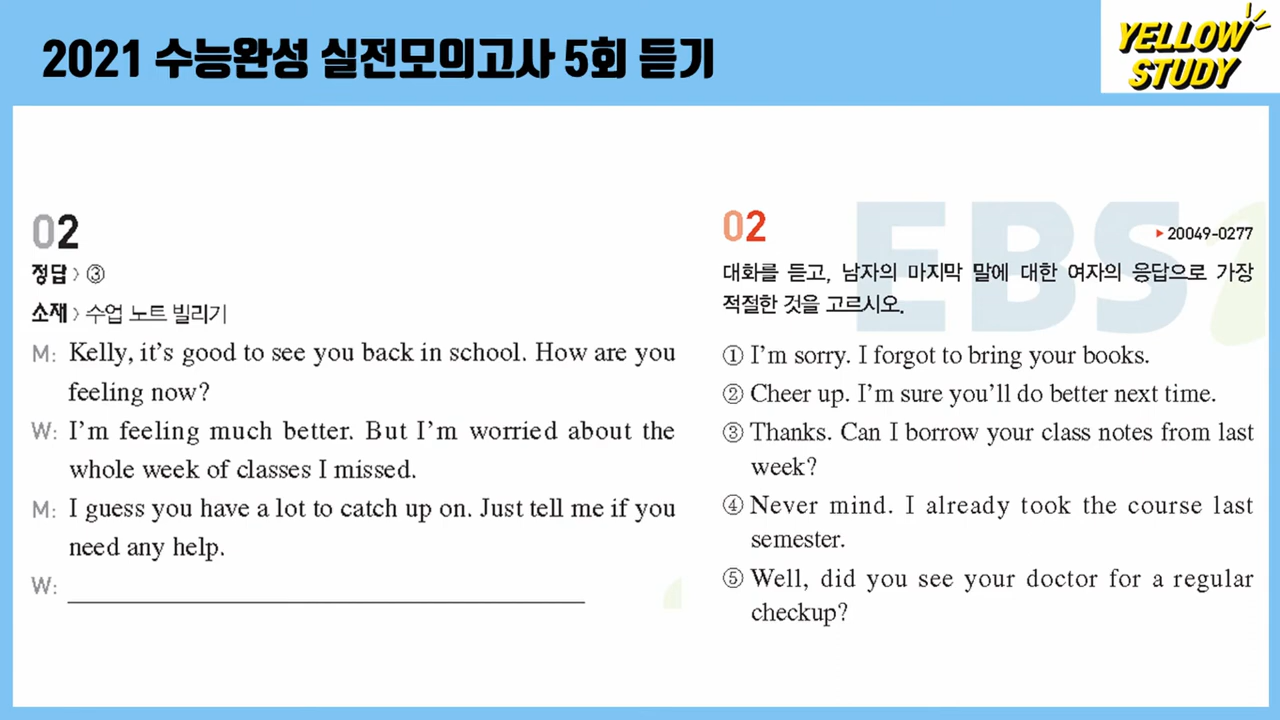 2021 수능완성 실전모의고사 5회 듣기
YELLOW
STUDY
02
정답 > ③
소재 > 수업 노트 빌리기
M: Kelly, it's good to see you back in school. How are you
feeling now?
W: I'm feeling much better. But I'm worried about the
whole week of classes I missed.
M: I guess you have a lot to catch up on. Just tell me if you
need any help.
W:
EBS
02
▶ 20049-0277
대화를 듣고, 남자의 마지막 말에 대한 여자의 응답으로 가장
적절한 것을 고르시오.
① I'm sorry. I forgot to bring your books.
② Cheer up. I'm sure you'll do better next time.
③ Thanks. Can I borrow your class notes from last
week?
④ Never mind. I already took the course last
semester.
⑤ Well, did you see your doctor for a regular
checkup?